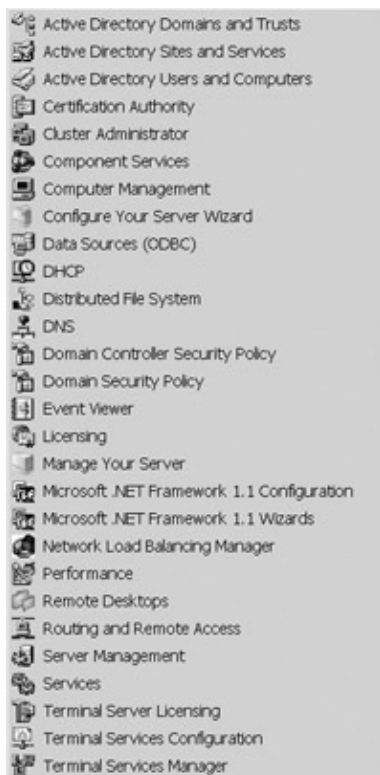 Active Directory Domains and Trusts
Active Directory Sites and Services
Active Directory Users and Computers
Certification Authority
Cluster Administrator
Component Services
Computer Management
Configure Your Server Wizard
Data Sources (ODBC)
DHCP
Distributed File System
DNS
Domain Controller Security Policy
Domain Security Policy
Event Viewer
Licensing
Manage Your Server
Microsoft .NET Framework 1.1 Configuration
Microsoft .NET Framework 1.1 Wizards
Network Load Balancing Manager
Performance
Remote Desktops
Routing and Remote Access
Server Management
Services
Terminal Server Licensing
Terminal Services Configuration
Terminal Services Manager